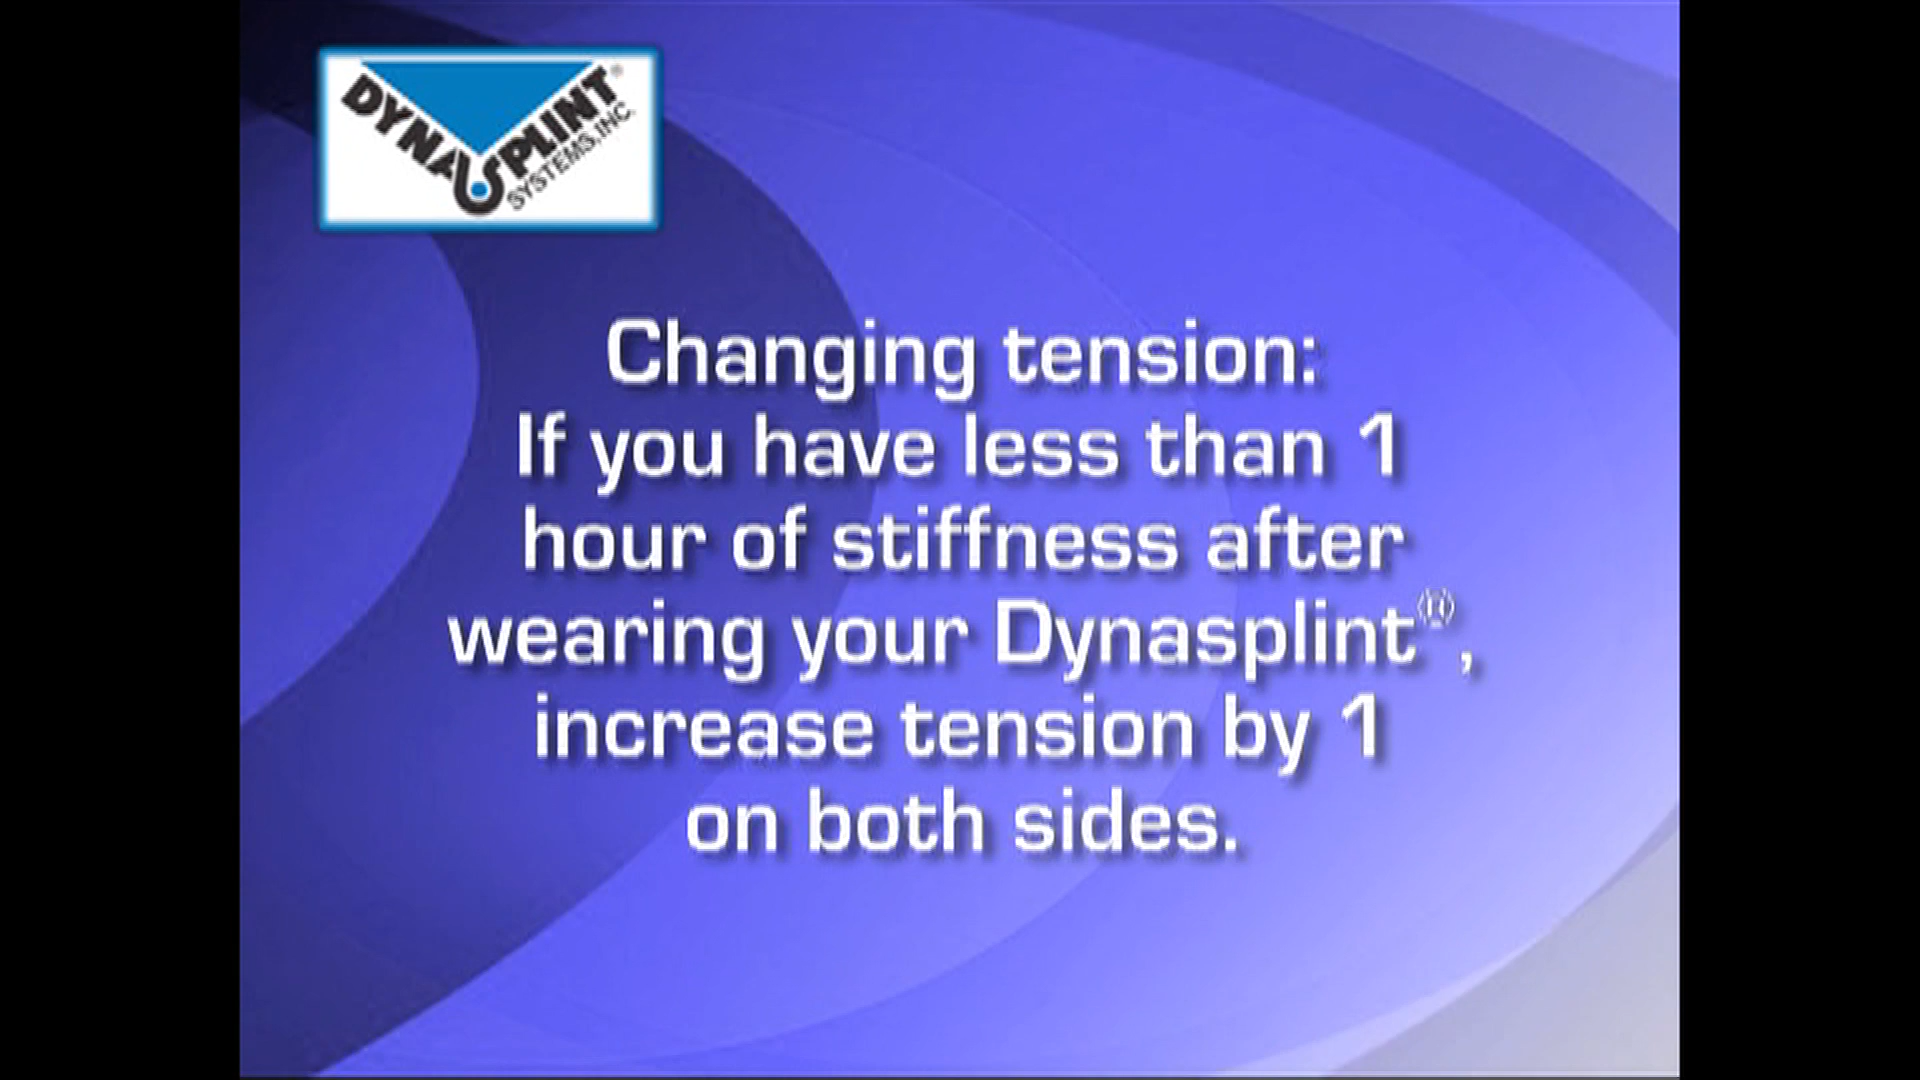 DYNASPLINT®
SYSTEMS, INC.
Changing tension:
If you have less than 1
hour of stiffness after
wearing your Dynasplint®,
increase tension by 1
on both sides.